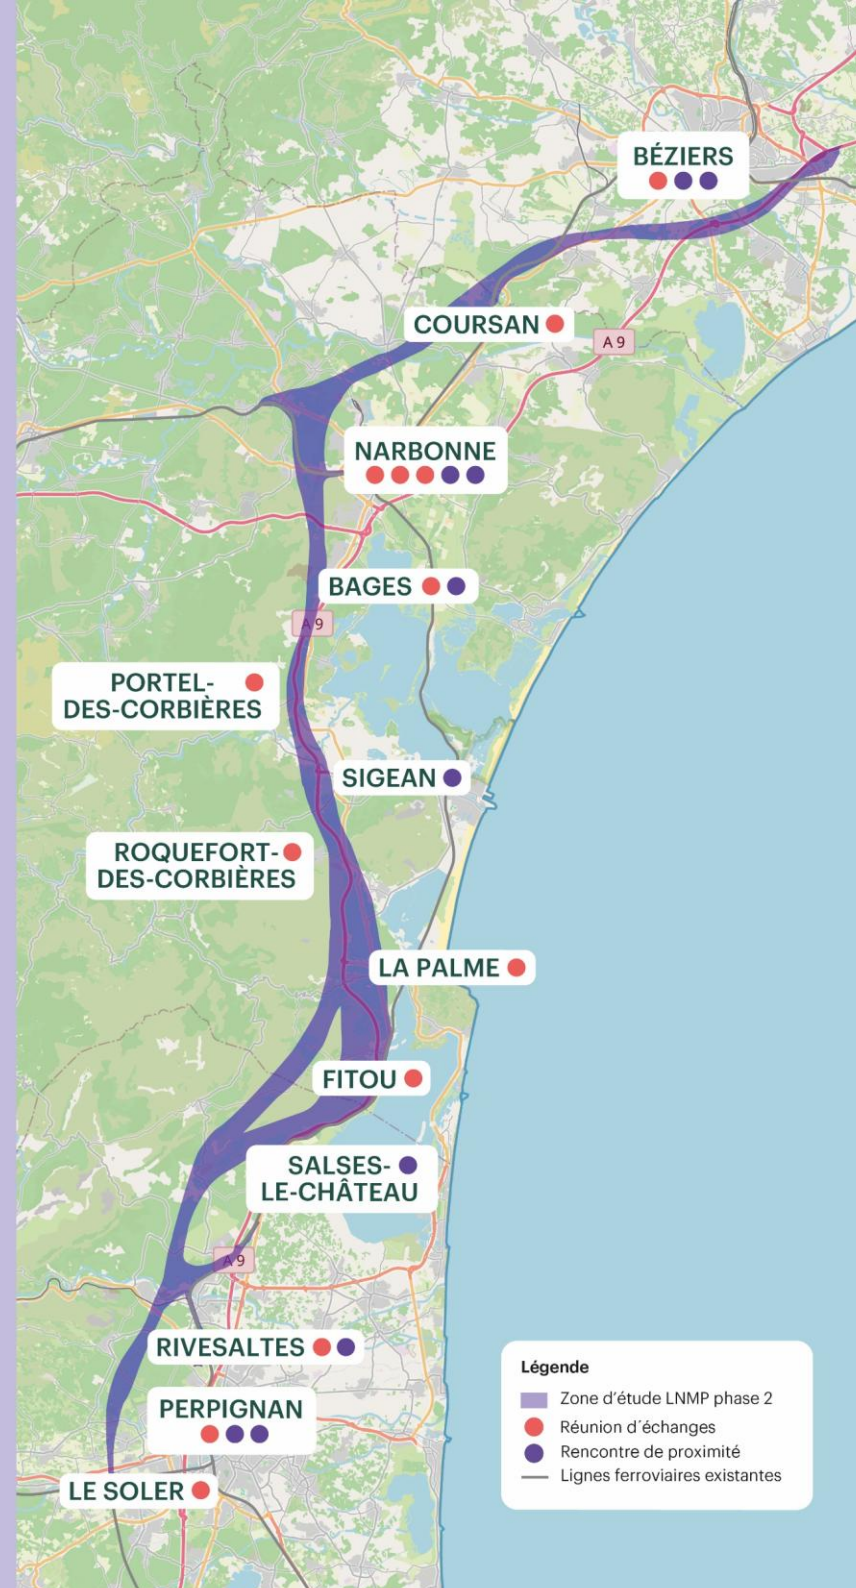 BÉZIERS
COURSAN
A 9
NARBONNE
BAGES
A 9
PORTEL-
DES-CORBIÈRES
SIGEAN
ROQUEFORT-
DES-CORBIÈRES
LA PALME
FITOU
SALSES-
LE-CHÂTEAU
A 9
RIVESALTES
PERPIGNAN
LE SOLER
Légende
Zone d'étude LNMP phase 2
Réunion d´échanges
Rencontre de proximité
Lignes ferroviaires existantes